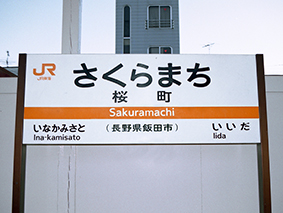 JR
JR東海
さくらまち
桜町
Sakuramachi
いなかみさと
Ina-kamisato
(長野県飯田市)
いいだ
Iida